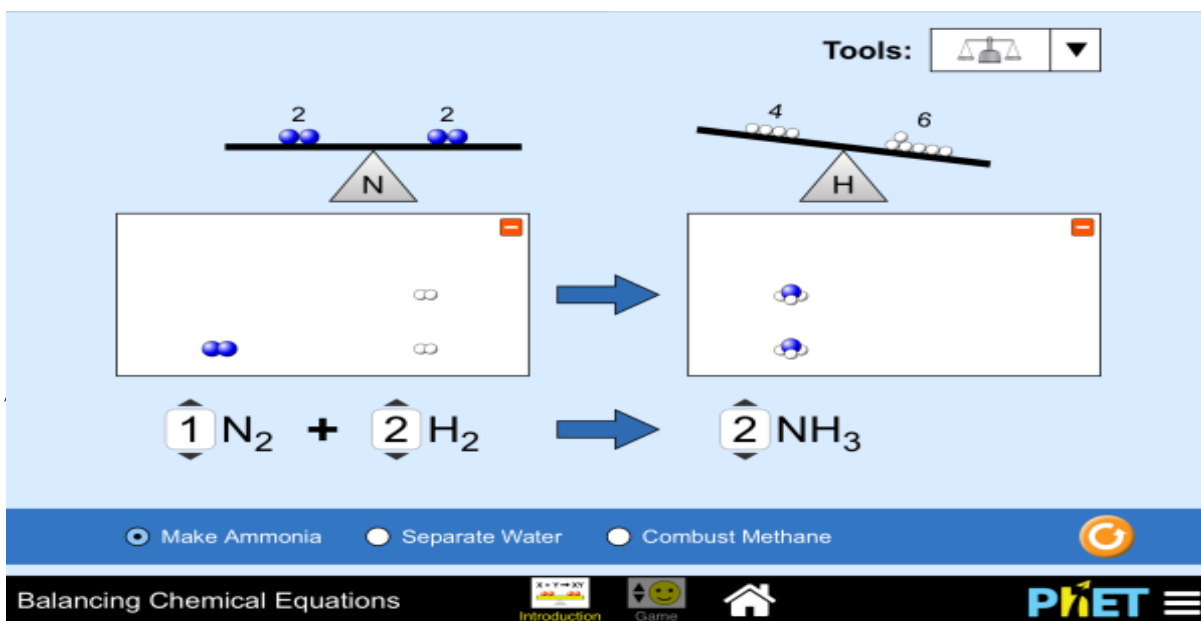 Tools:
2 2 4 6
N H
1 N₂ + 2 H₂ 2 NH₃
Make Ammonia Separate Water Combust Methane
Balancing Chemical Equations
X + Y → XY
Introduction
Game
PhET